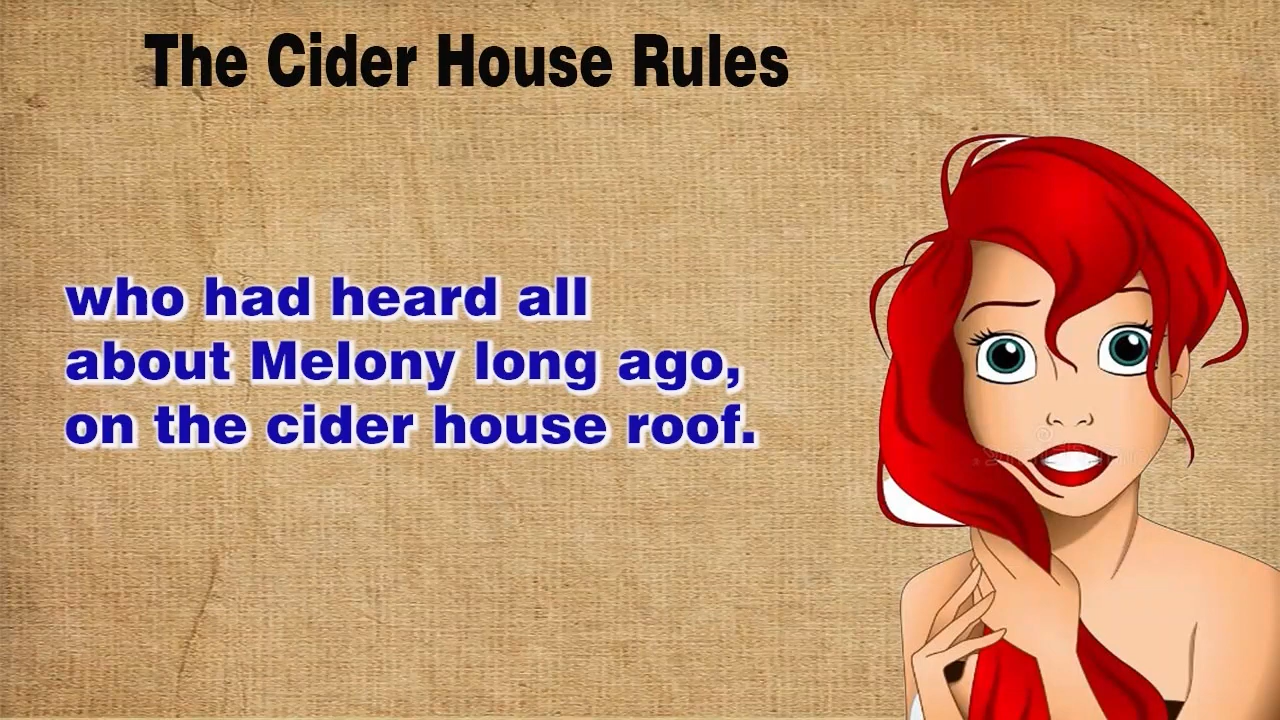 The Cider House Rules
who had heard all
about Melony long ago,
on the cider house roof.